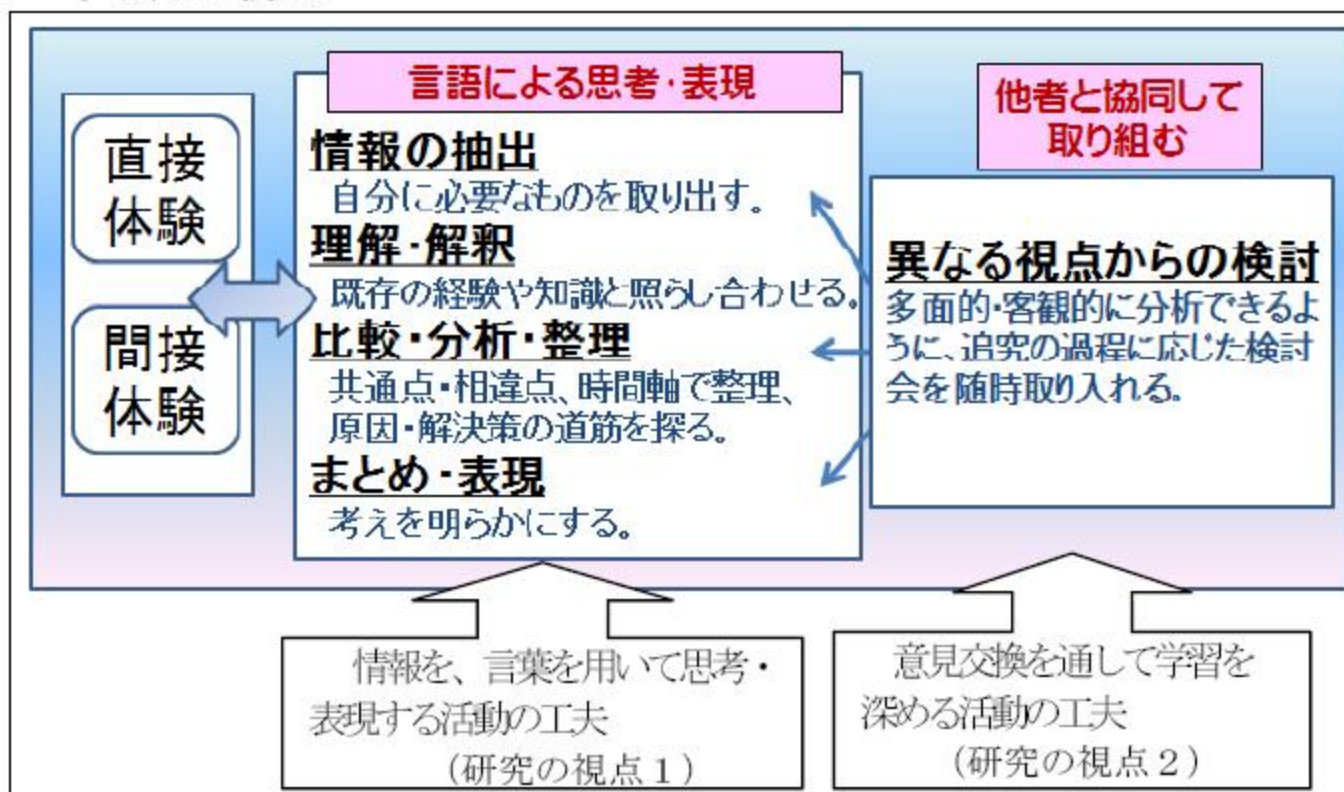 直接
体験
間接
体験
言語による思考・表現
情報の抽出
自分に必要なものを取り出す。
理解・解釈
既存の経験や知識と照らし合わせる。
比較・分析・整理
共通点・相違点、時間軸で整理、
原因・解決策の道筋を探る。
まとめ・表現
考えを明らかにする。
他者と協同して
取り組む
異なる視点からの検討
多面的・客観的に分析できるよ
うに、追究の過程に応じた検討
会を随時取り入れる。
情報を、言葉を用いて思考・
表現する活動の工夫
（研究の視点１）
意見交換を通して学習を
深める活動の工夫
（研究の視点２）